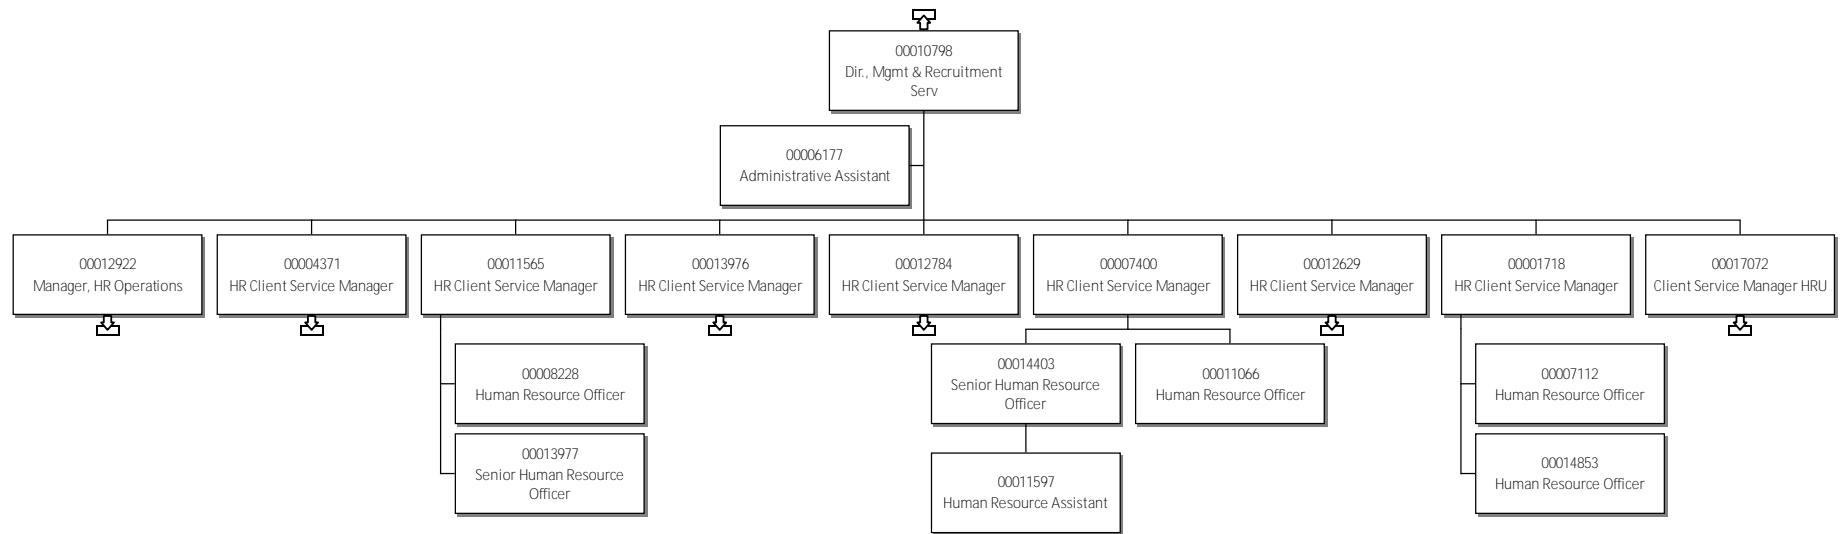 00010798
Dir., Mgmt & Recruitment
Serv
00006177
Administrative Assistant
00012922
Manager, HR Operations
00004371
HR Client Service Manager
00011565
HR Client Service Manager
00013976
HR Client Service Manager
00012784
HR Client Service Manager
00007400
HR Client Service Manager
00012629
HR Client Service Manager
00001718
HR Client Service Manager
00017072
Client Service Manager HRU
00008228
Human Resource Officer
00013977
Senior Human Resource
Officer
00014403
Senior Human Resource
Officer
00011066
Human Resource Officer
00011597
Human Resource Assistant
00007112
Human Resource Officer
00014853
Human Resource Officer